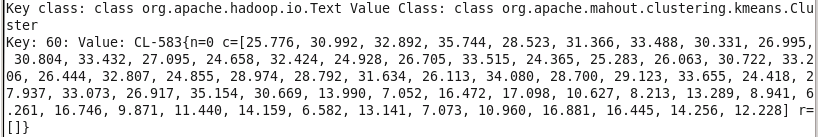 Key class: class org.apache.hadoop.io.Text Value Class: class org.apache.mahout.clustering.kmeans.Clu
ster
Key: 60: Value: CL-583{n=0 c=[25.776, 30.992, 32.892, 35.744, 28.523, 31.366, 33.488, 30.331, 26.995,
 30.804, 33.432, 27.095, 24.658, 32.424, 24.928, 26.705, 33.515, 24.365, 25.283, 26.063, 30.722, 33.2
06, 26.444, 32.807, 24.855, 28.974, 28.792, 31.634, 26.113, 34.080, 28.700, 29.123, 33.655, 24.418, 2
7.937, 33.073, 26.917, 35.154, 30.669, 13.990, 7.052, 16.472, 17.098, 10.627, 8.213, 13.289, 8.941, 6
.261, 16.746, 9.871, 11.440, 14.159, 6.582, 13.141, 7.073, 10.960, 16.881, 16.445, 14.256, 12.228] r=
[]}